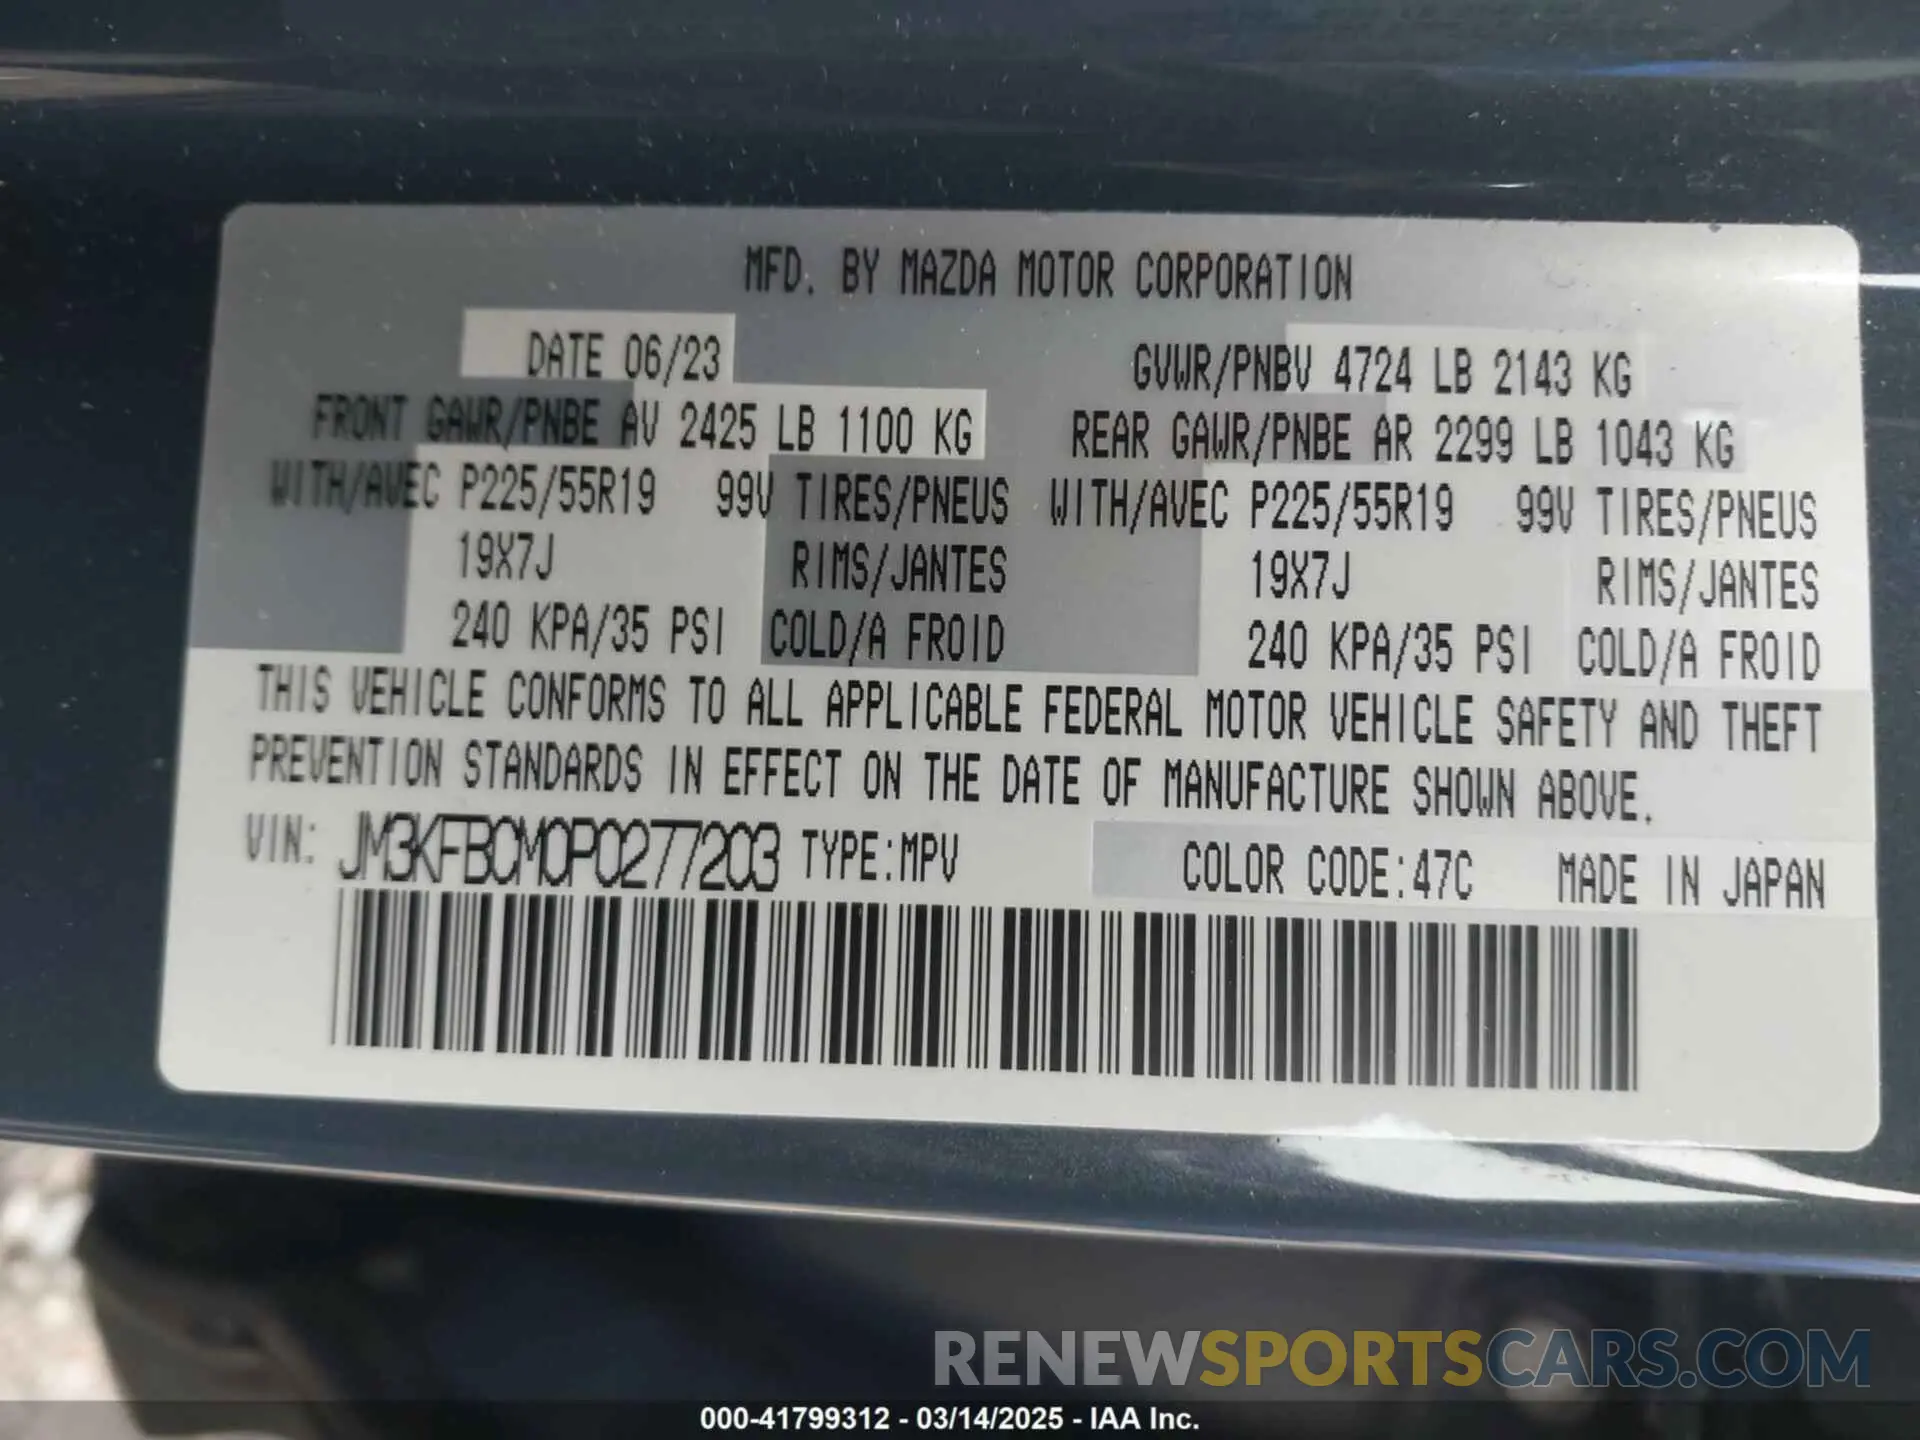 MFD. BY MAZDA MOTOR CORPORATION
DATE 06/23 GVWR/PNBV 4724 LB 2143 KG
FRONT GAWR/PNBE AV 2425 LB 1100 KG REAR GAWR/PNBE AR 2299 LB 1043 KG
WITH/AVEC P225/55R19 99V TIRES/PNEUS WITH/AVEC P225/55R19 99V TIRES/PNEUS
19X7J RIMS/JANTES 19X7J RIMS/JANTES
240 KPA/35 PSI COLD/A FROID 240 KPA/35 PSI COLD/A FROID
THIS VEHICLE CONFORMS TO ALL APPLICABLE FEDERAL MOTOR VEHICLE SAFETY AND THEFT
PREVENTION STANDARDS IN EFFECT ON THE DATE OF MANUFACTURE SHOWN ABOVE.
VIN: JM3KFBCM0P0277203 TYPE:MPV COLOR CODE:47C MADE IN JAPAN
RENEWSPORTSCARS.COM
000-41799312 - 03/14/2025 - IAA Inc.